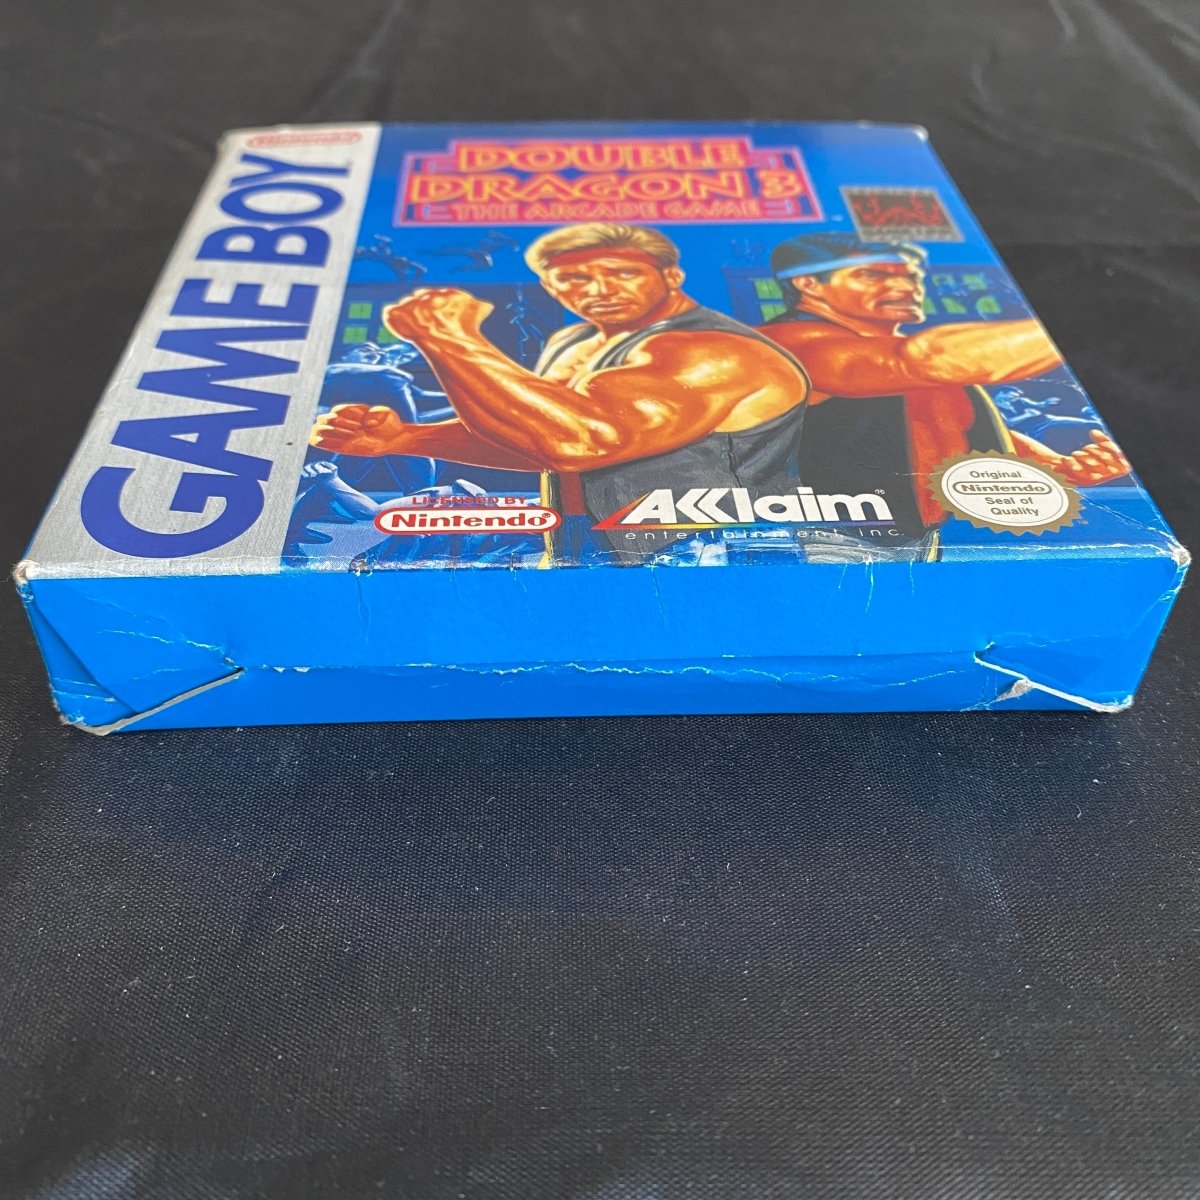 Nintendo
GAME BOY
DOUBLE
DRAGON 3
THE ARCADE GAME
LICENSED BY
Nintendo®
AKKlaim®
entertainment, inc.
Original
Nintendo
Seal of
Quality